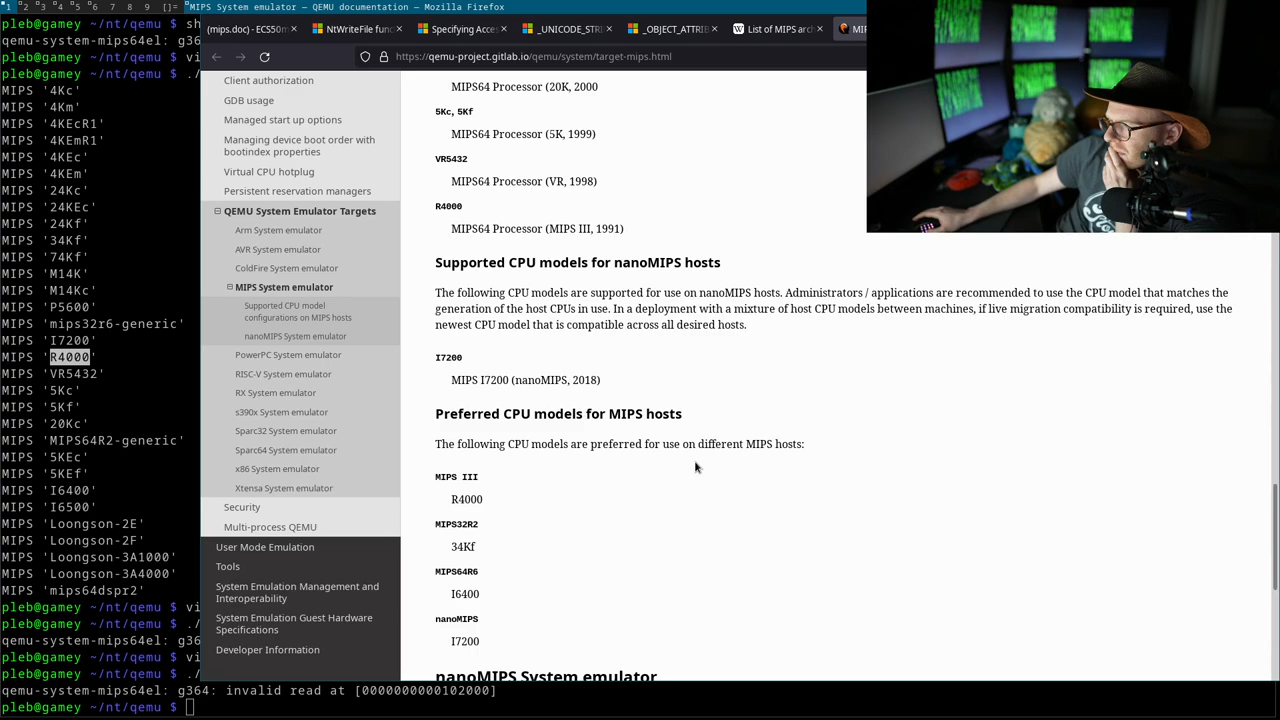 1 2 3 4 5 6 7 8 9 []= MIPS System emulator — QEMU documentation — Mozilla Firefox
pleb@gamey ~/nt/qemu $ sh
qemu-system-mips64el: g36
pleb@gamey ~/nt/qemu $ vi
pleb@gamey ~/nt/qemu $ ./
MIPS '4Kc'
MIPS '4Km'
MIPS '4KEcR1'
MIPS '4KEmR1'
MIPS '4KEc'
MIPS '4KEm'
MIPS '24Kc'
MIPS '24KEc'
MIPS '24Kf'
MIPS '34Kf'
MIPS '74Kf'
MIPS 'M14K'
MIPS 'M14Kc'
MIPS 'P5600'
MIPS 'mips32r6-generic'
MIPS 'I7200'
MIPS 'R4000'
MIPS 'VR5432'
MIPS '5Kc'
MIPS '5Kf'
MIPS '20Kc'
MIPS 'MIPS64R2-generic'
MIPS '5KEc'
MIPS '5KEf'
MIPS 'I6400'
MIPS 'I6500'
MIPS 'Loongson-2E'
MIPS 'Loongson-2F'
MIPS 'Loongson-3A1000'
MIPS 'Loongson-3A4000'
MIPS 'mips64dspr2'
pleb@gamey ~/nt/qemu $ vi
pleb@gamey ~/nt/qemu $ ./
qemu-system-mips64el: g36
pleb@gamey ~/nt/qemu $ vi
pleb@gamey ~/nt/qemu $ ./
qemu-system-mips64el: g364: invalid read at [0000000000102000]
pleb@gamey ~/nt/qemu $
(mips.doc) - ECS50m
NtWriteFile func
Specifying Acces
_UNICODE_STRI
_OBJECT_ATTRIB
List of MIPS arch
MIP
https://qemu-project.gitlab.io/qemu/system/target-mips.html
Client authorization
GDB usage
Managed start up options
Managing device boot order with
bootindex properties
Virtual CPU hotplug
Persistent reservation managers
QEMU System Emulator Targets
Arm System emulator
AVR System emulator
ColdFire System emulator
MIPS System emulator
Supported CPU model
configurations on MIPS hosts
nanoMIPS System emulator
PowerPC System emulator
RISC-V System emulator
RX System emulator
s390x System emulator
Sparc32 System emulator
Sparc64 System emulator
x86 System emulator
Xtensa System emulator
Security
Multi-process QEMU
User Mode Emulation
Tools
System Emulation Management and
Interoperability
System Emulation Guest Hardware
Specifications
Developer Information
MIPS64 Processor (20K, 2000
5Kc, 5Kf
MIPS64 Processor (5K, 1999)
VR5432
MIPS64 Processor (VR, 1998)
R4000
MIPS64 Processor (MIPS III, 1991)
Supported CPU models for nanoMIPS hosts
The following CPU models are supported for use on nanoMIPS hosts. Administrators / applications are recommended to use the CPU model that matches the
generation of the host CPUs in use. In a deployment with a mixture of host CPU models between machines, if live migration compatibility is required, use the
newest CPU model that is compatible across all desired hosts.
I7200
MIPS I7200 (nanoMIPS, 2018)
Preferred CPU models for MIPS hosts
The following CPU models are preferred for use on different MIPS hosts:
MIPS III
R4000
MIPS32R2
34Kf
MIPS64R6
I6400
nanoMIPS
I7200
nanoMIPS System emulator